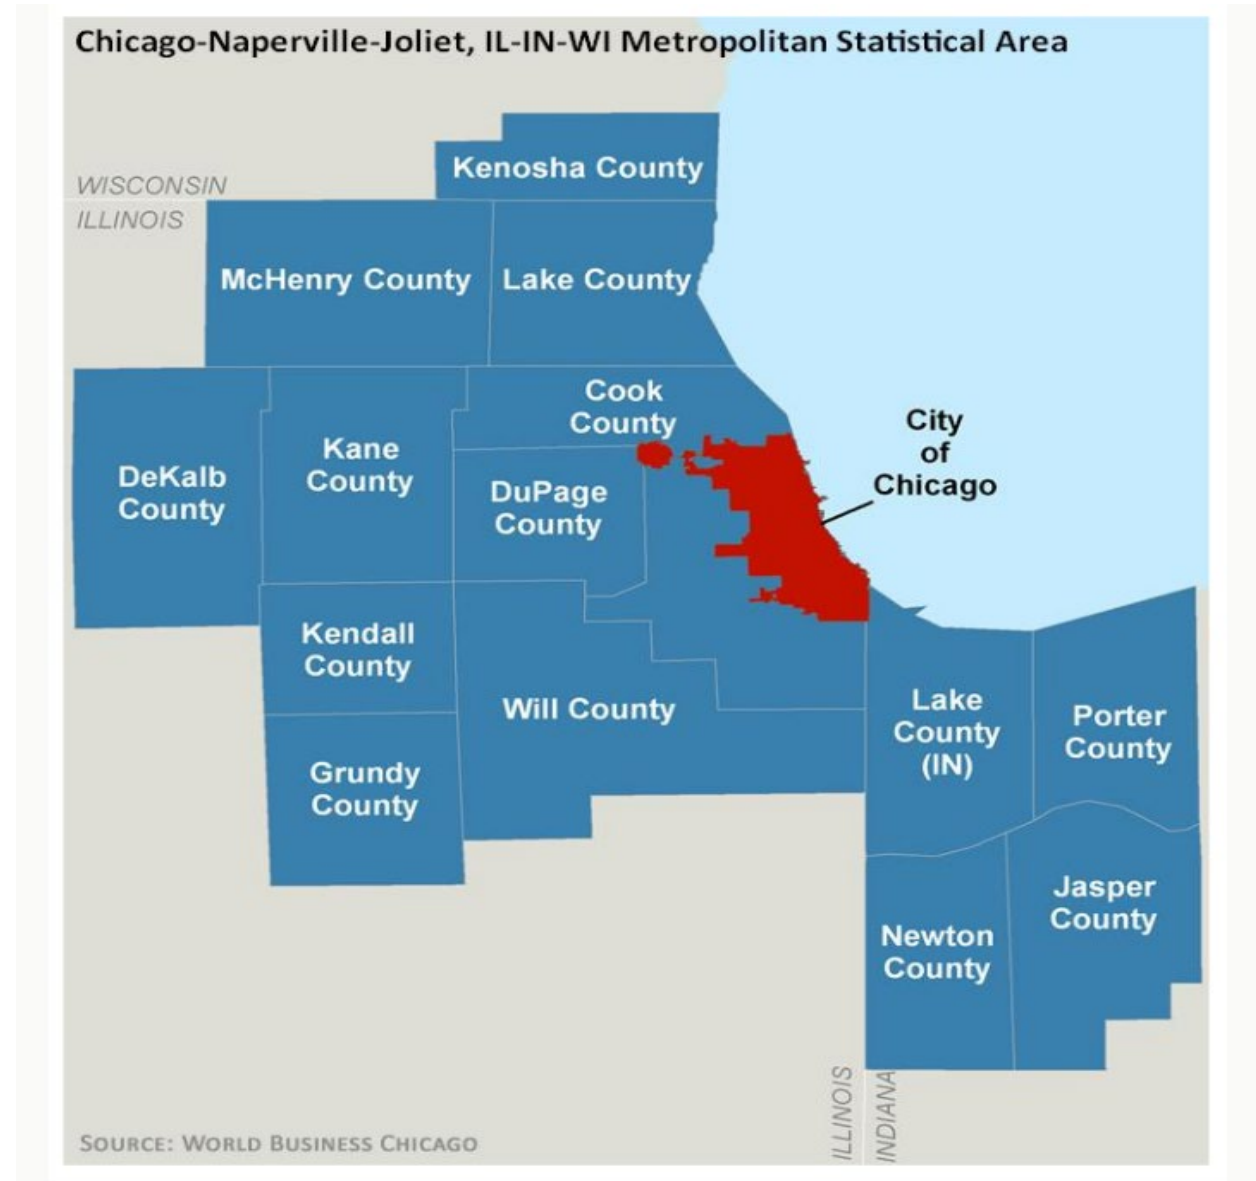 Chicago-Naperville-Joliet, IL-IN-WI Metropolitan Statistical Area
Kenosha County
WISCONSIN
ILLINOIS
McHenry County
Lake County
Cook
County
City
of
Chicago
Kane
County
DeKalb
County
DuPage
County
Kendall
County
Will County
Lake
County
(IN)
Porter
County
Grundy
County
Jasper
County
Newton
County
ILLINOIS
INDIANA
SOURCE: WORLD BUSINESS CHICAGO